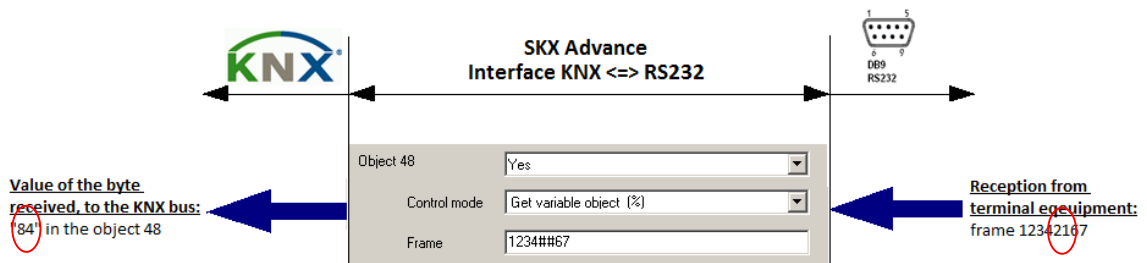 KNX®
SKX Advance
Interface KNX <=> RS232
1 5
6 9
DB9
RS232
Object 48
Yes
Control mode
Get variable object (%)
Frame
1234##67
Value of the byte
received, to the KNX bus:
"84" in the object 48
Reception from
terminal eqeuipment:
frame 12342167